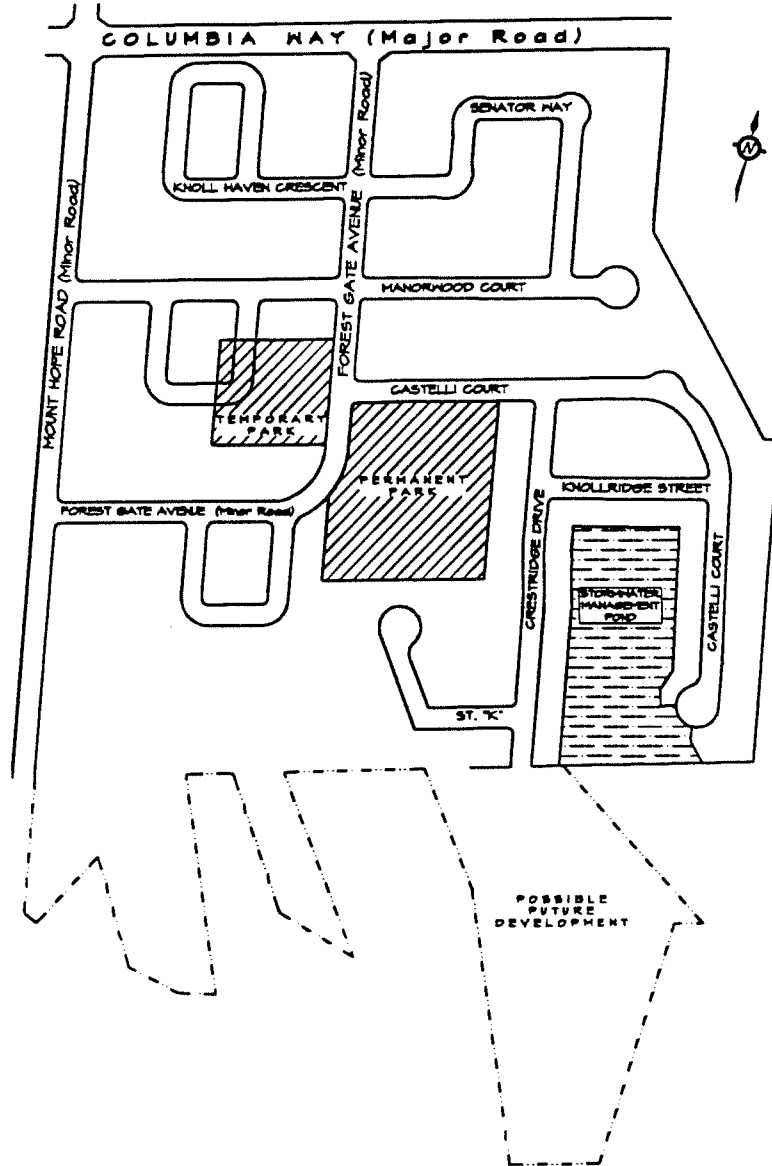 COLUMBIA WAY (Major Road)
SENATOR WAY
KNOLL HAVEN CRESCENT
FOREST GATE AVENUE (Minor Road)
MOUNT HOPE ROAD (Minor Road)
N
MANORWOOD COURT
CASTELLI COURT
TEMPORARY
PARK
PERMANENT
PARK
KNOLLRIDGE STREET
FOREST GATE AVENUE (Minor Road)
CRESTRIDGE DRIVE
STORMWATER
MANAGEMENT
POND
CASTELLI COURT
ST. "K"
POSSIBLE
FUTURE
DEVELOPMENT